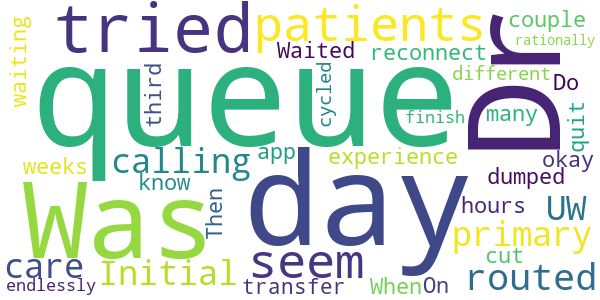 tried
patients
Dr
couple
rationally
waiting
Waited
reconnect
queue
third
cycled
different
Do
many
quit
finish
calling
app
experience
okay
weeks
know
Was
day
Then
dumped
hours
UW
primary
care
Initial
seem
cut
routed
endlessly
transfer
When
On